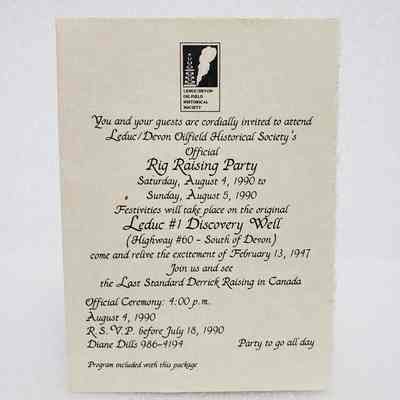 LEDUC/DEVON
OILFIELD
HISTORICAL
SOCIETY
You and your guests are cordially invited to attend
Leduc/Devon Oilfield Historical Society's
Official
Rig Raising Party
Saturday, August 4, 1990 to
Sunday, August 5, 1990
Festivities will take place on the original
Leduc #1 Discovery Well
(Highway #60 - South of Devon)
come and relive the excitement of February 13, 1947
Join us and see
the Last Standard Derrick Raising in Canada
Official Ceremony: 4:00 p.m.
August 4, 1990
R.S.V.P. before July 18, 1990
Diane Dills 986-4194 Party to go all day
Program included with this package